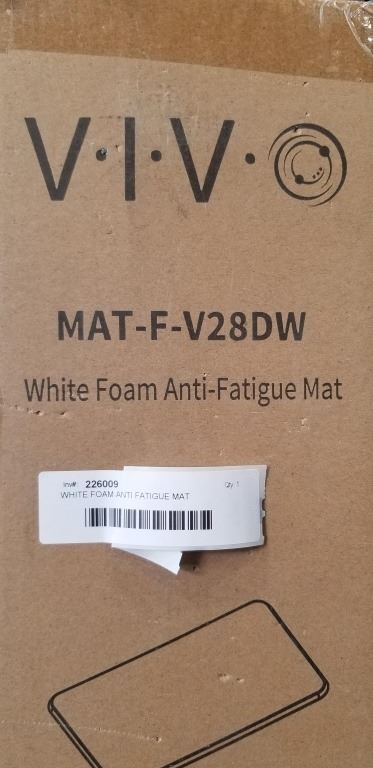 V·I·V·O
MAT-F-V28DW
White Foam Anti-Fatigue Mat
Inv#: 226009 Qty: 1
WHITE FOAM ANTI FATIGUE MAT